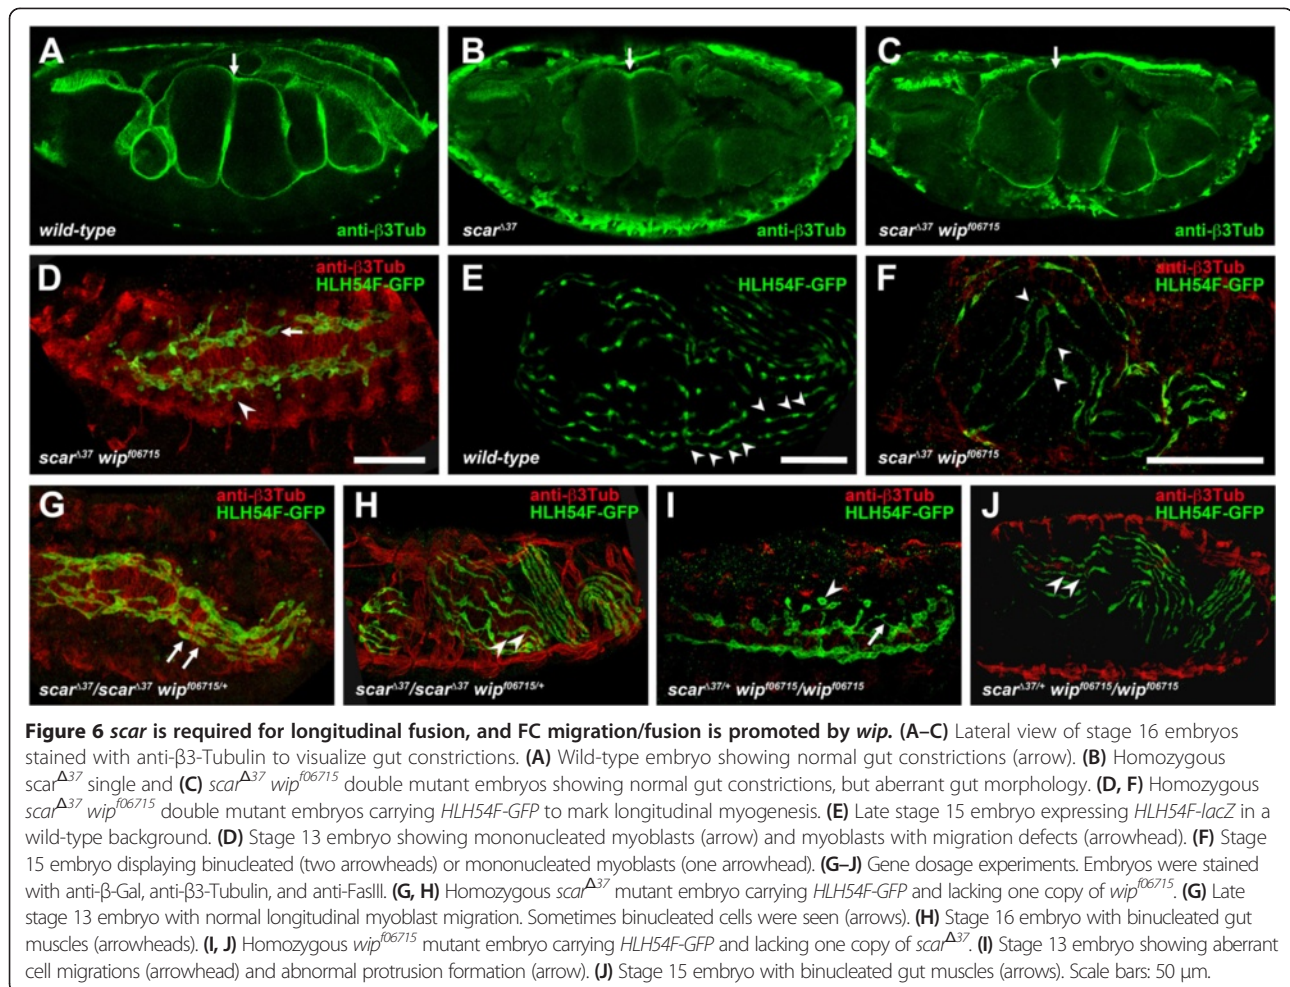 A
wild-type
anti-β3Tub
B
scarΔ37
anti-β3Tub
C
scarΔ37 wipf06715
anti-β3Tub
D
anti-β3Tub
HLH54F-GFP
scarΔ37 wipf06715
E
HLH54F-GFP
wild-type
F
anti-β3Tub
HLH54F-GFP
scarΔ37 wipf06715
G
anti-β3Tub
HLH54F-GFP
scarΔ37/scarΔ37 wipf06715/+
H
anti-β3Tub
HLH54F-GFP
scarΔ37/scarΔ37 wipf06715/+
I
anti-β3Tub
HLH54F-GFP
scarΔ37/+ wipf06715/wipf06715
J
anti-β3Tub
HLH54F-GFP
scarΔ37/+ wipf06715/wipf06715
Figure 6 scar is required for longitudinal fusion, and FC migration/fusion is promoted by wip. (A–C) Lateral view of stage 16 embryos
stained with anti-β3-Tubulin to visualize gut constrictions. (A) Wild-type embryo showing normal gut constrictions (arrow). (B) Homozygous
scarΔ37 single and (C) scarΔ37 wipf06715 double mutant embryos showing normal gut constrictions, but aberrant gut morphology. (D, F) Homozygous
scarΔ37 wipf06715 double mutant embryos carrying HLH54F-GFP to mark longitudinal myogenesis. (E) Late stage 15 embryo expressing HLH54F-lacZ in a
wild-type background. (D) Stage 13 embryo showing mononucleated myoblasts (arrow) and myoblasts with migration defects (arrowhead). (F) Stage
15 embryo displaying binucleated (two arrowheads) or mononucleated myoblasts (one arrowhead). (G–J) Gene dosage experiments. Embryos were stained
with anti-β-Gal, anti-β3-Tubulin, and anti-FasIII. (G, H) Homozygous scarΔ37 mutant embryo carrying HLH54F-GFP and lacking one copy of wipf06715. (G) Late
stage 13 embryo with normal longitudinal myoblast migration. Sometimes binucleated cells were seen (arrows). (H) Stage 16 embryo with binucleated gut
muscles (arrowheads). (I, J) Homozygous wipf06715 mutant embryo carrying HLH54F-GFP and lacking one copy of scarΔ37. (I) Stage 13 embryo showing aberrant
cell migrations (arrowhead) and abnormal protrusion formation (arrow). (J) Stage 15 embryo with binucleated gut muscles (arrows). Scale bars: 50 μm.